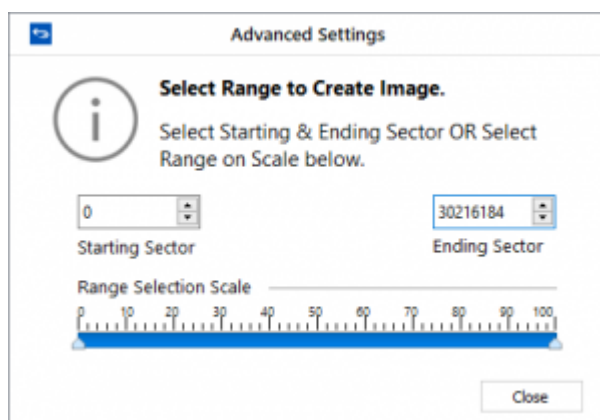 Advanced Settings
Select Range to Create Image.
Select Starting & Ending Sector OR Select
Range on Scale below.
0 30216184
Starting Sector Ending Sector
Range Selection Scale
0 10 20 30 40 50 60 70 80 90 100
Close